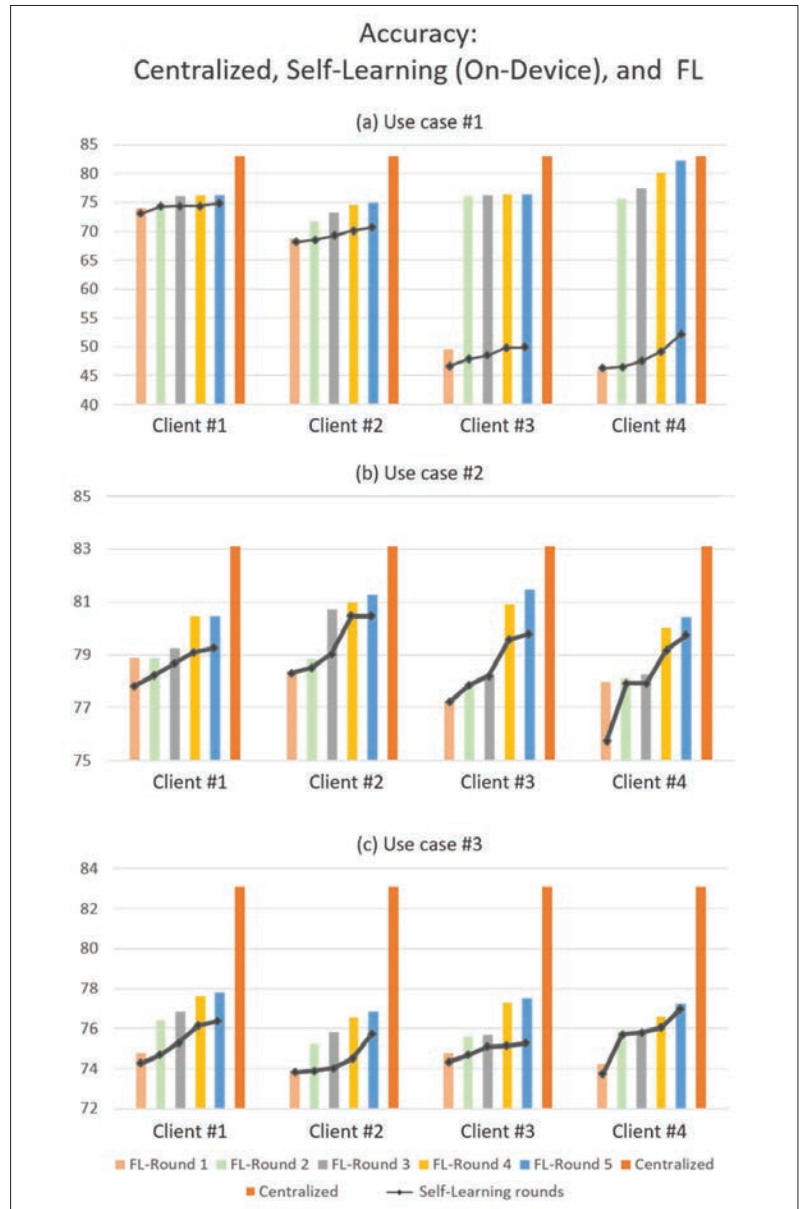 Accuracy:
Centralized, Self-Learning (On-Device), and FL
(a) Use case #1
85
80
75
70
65
60
55
50
45
40
Client #1 Client #2 Client #3 Client #4
(b) Use case #2
85
83
81
79
77
75
Client #1 Client #2 Client #3 Client #4
(c) Use case #3
84
82
80
78
76
74
72
Client #1 Client #2 Client #3 Client #4
FL-Round 1 FL-Round 2 FL-Round 3 FL-Round 4 FL-Round 5 Centralized
Centralized Self-Learning rounds